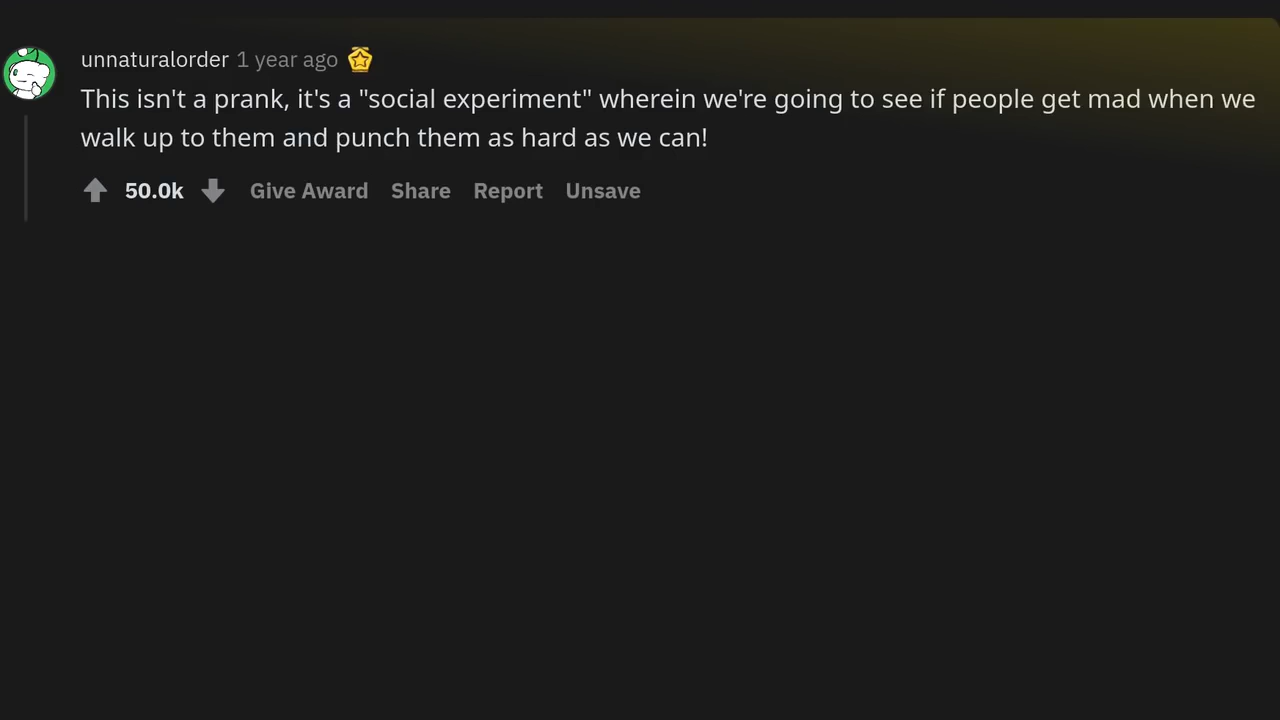 unnaturalorder 1 year ago
This isn't a prank, it's a "social experiment" wherein we're going to see if people get mad when we
walk up to them and punch them as hard as we can!
50.0k Give Award Share Report Unsave